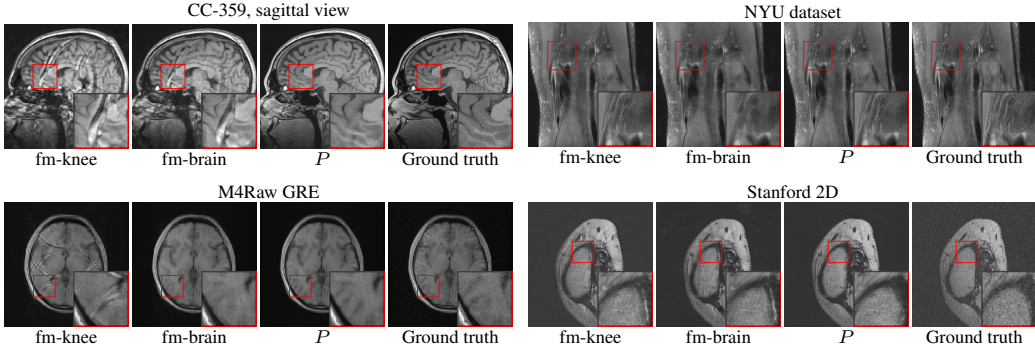 CC-359, sagittal view
NYU dataset
fm-knee fm-brain P Ground truth
fm-knee fm-brain P Ground truth
M4Raw GRE
Stanford 2D
fm-knee fm-brain P Ground truth
fm-knee fm-brain P Ground truth